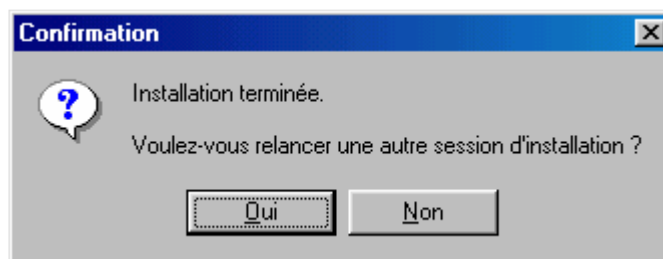 Confirmation
?
Installation terminée.
Voulez-vous relancer une autre session d'installation ?
Oui
Non